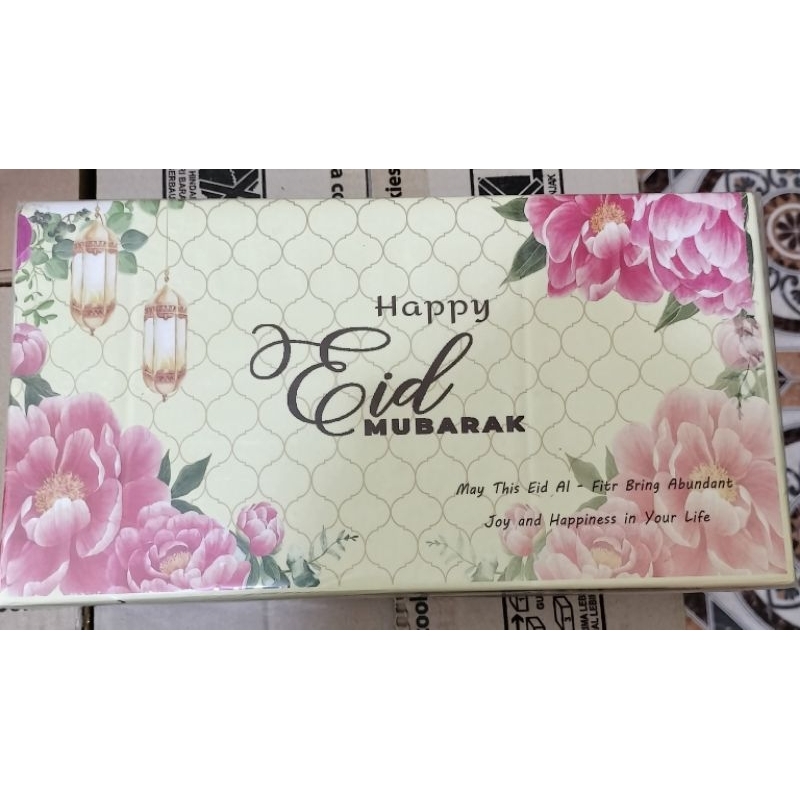 Happy
Eid
MUBARAK
May This Eid Al - Fitr Bring Abundant
Joy and Happiness in Your Life